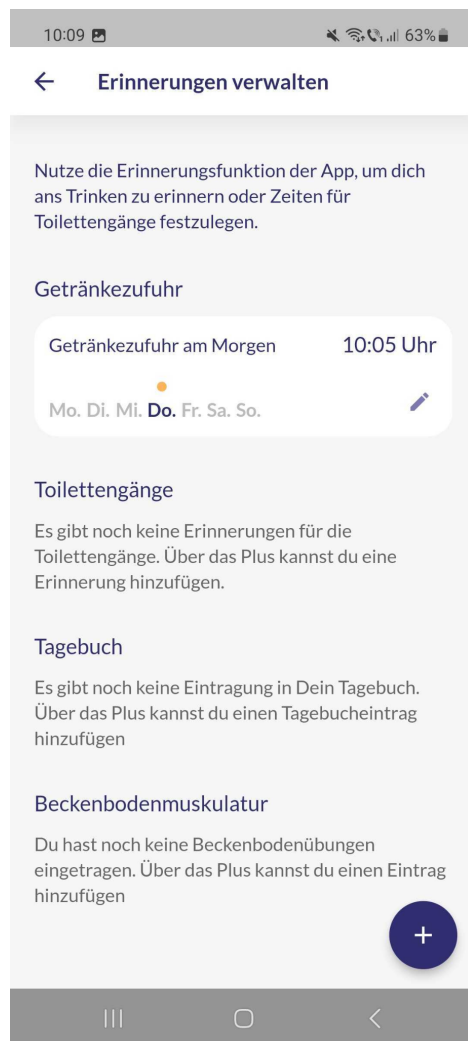 10:09 63%
Erinnerungen verwalten
Nutze die Erinnerungsfunktion der App, um dich
ans Trinken zu erinnern oder Zeiten für
Toilettengänge festzulegen.
Getränkezufuhr
Getränkezufuhr am Morgen 10:05 Uhr
Mo. Di. Mi. Do. Fr. Sa. So.
Toilettengänge
Es gibt noch keine Erinnerungen für die
Toilettengänge. Über das Plus kannst du eine
Erinnerung hinzufügen.
Tagebuch
Es gibt noch keine Eintragung in Dein Tagebuch.
Über das Plus kannst du einen Tagebucheintrag
hinzufügen
Beckenbodenmuskulatur
Du hast noch keine Beckenbodenübungen
eingetragen. Über das Plus kannst du einen Eintrag
hinzufügen